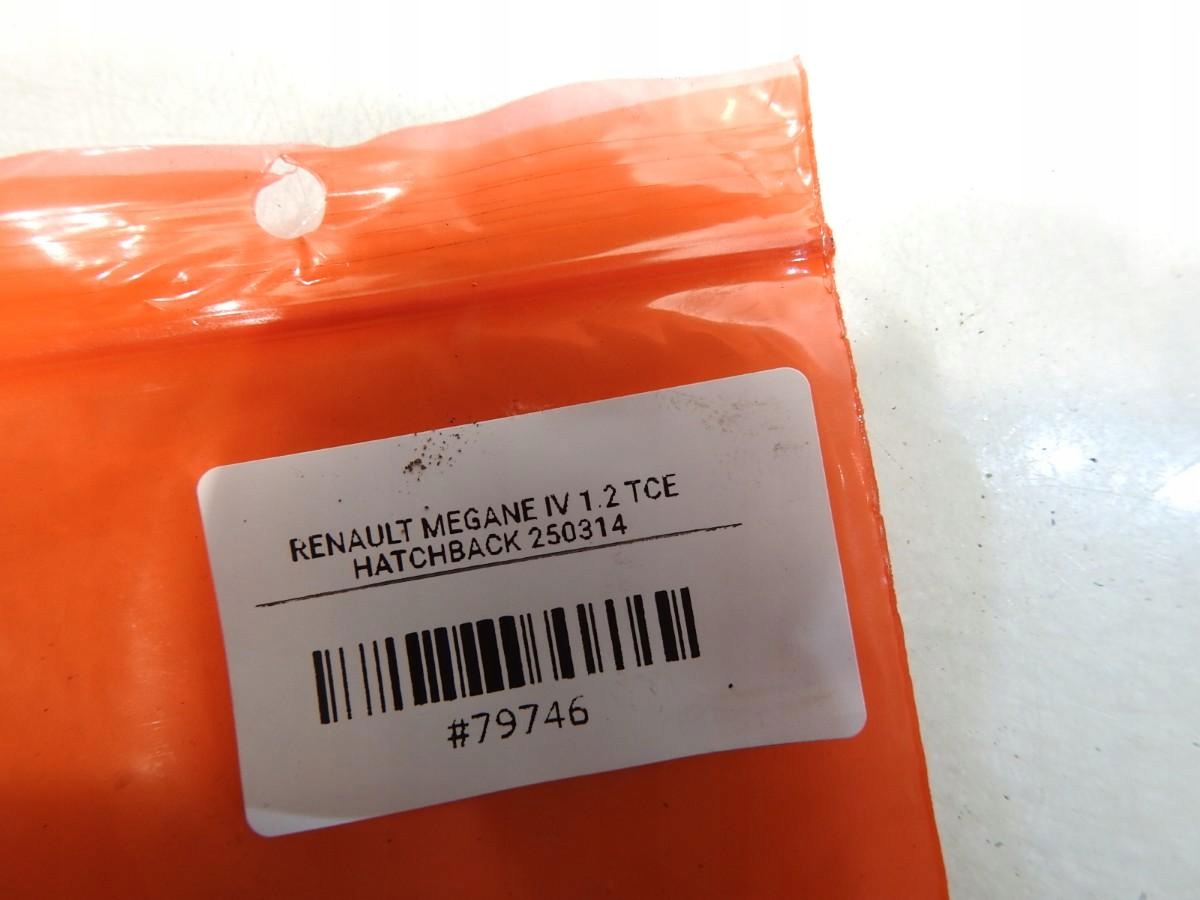 RENAULT MEGANE IV 1.2 TCE
HATCHBACK 250314
#79746